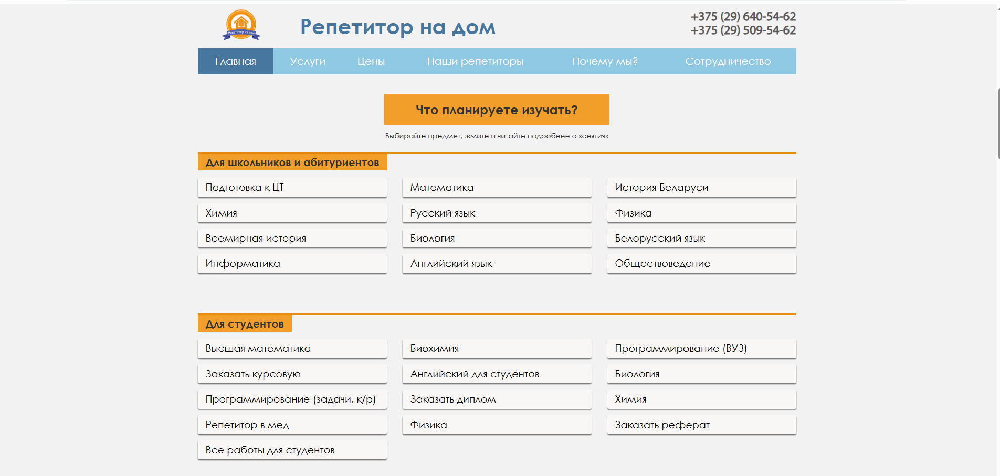 Репетитор на дом
Репетитор на дом
+375 (29) 640-54-62
+375 (29) 509-54-62
Главная Услуги Цены Наши репетиторы Почему мы? Сотрудничество
Что планируете изучать?
Выбирайте предмет, жмите и читайте подробнее о занятиях
Для школьников и абитуриентов
Подготовка к ЦТ Математика История Беларуси
Химия Русский язык Физика
Всемирная история Биология Белорусский язык
Информатика Английский язык Обществоведение
Для студентов
Высшая математика Биохимия Программирование (ВУЗ)
Заказать курсовую Английский для студентов Биология
Программирование (задачи, к/р) Заказать диплом Химия
Репетитор в мед Физика Заказать реферат
Все работы для студентов